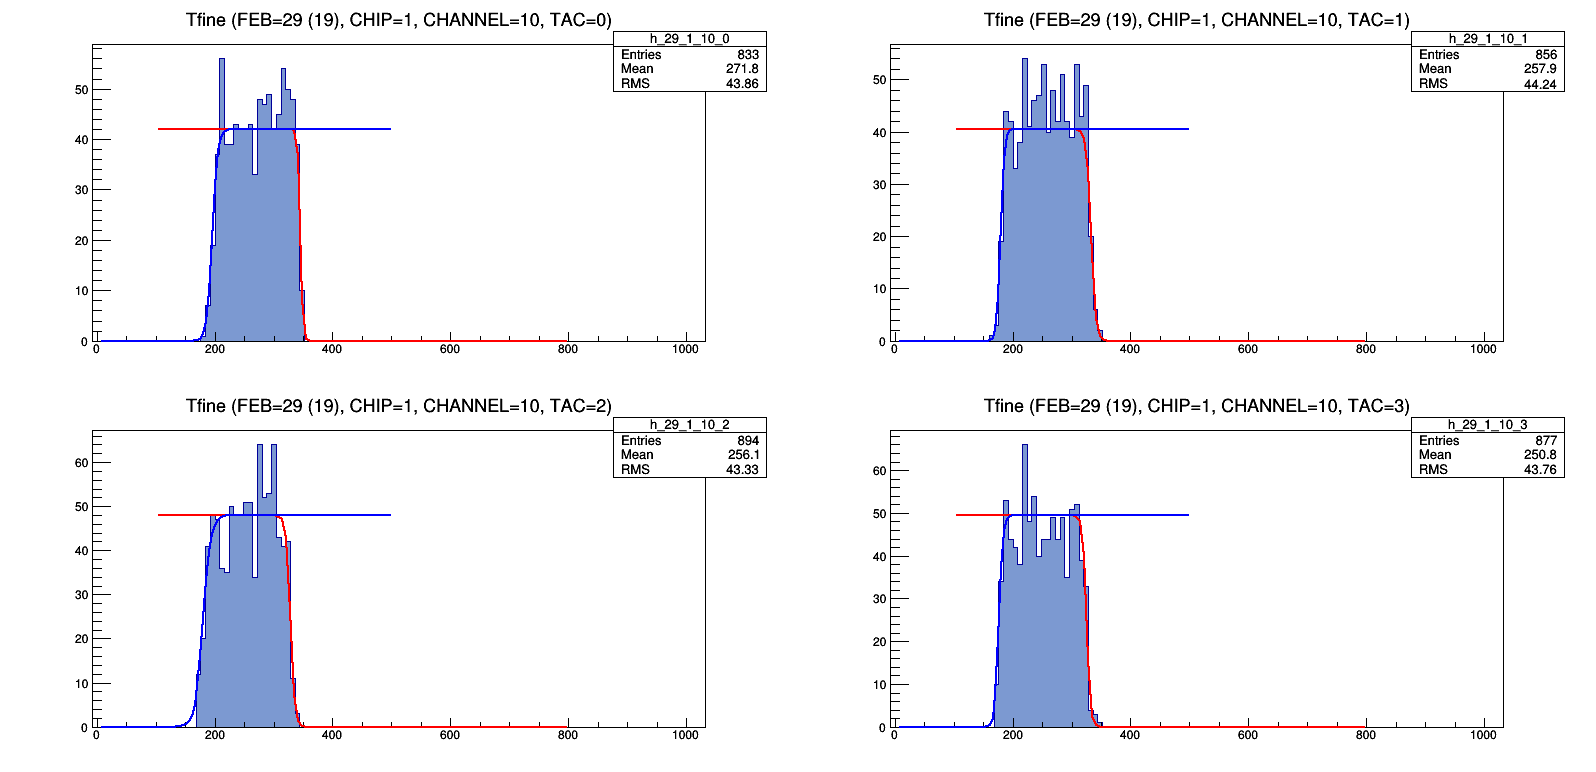 Tfine (FEB=29 (19), CHIP=1, CHANNEL=10, TAC=0)
h_29_1_10_0
Entries 833
Mean 271.8
RMS 43.86
50
40
30
20
10
0
0 200 400 600 800 1000
Tfine (FEB=29 (19), CHIP=1, CHANNEL=10, TAC=1)
h_29_1_10_1
Entries 856
Mean 257.9
RMS 44.24
50
40
30
20
10
0
0 200 400 600 800 1000
Tfine (FEB=29 (19), CHIP=1, CHANNEL=10, TAC=2)
h_29_1_10_2
Entries 894
Mean 256.1
RMS 43.33
60
50
40
30
20
10
0
0 200 400 600 800 1000
Tfine (FEB=29 (19), CHIP=1, CHANNEL=10, TAC=3)
h_29_1_10_3
Entries 877
Mean 250.8
RMS 43.76
60
50
40
30
20
10
0
0 200 400 600 800 1000